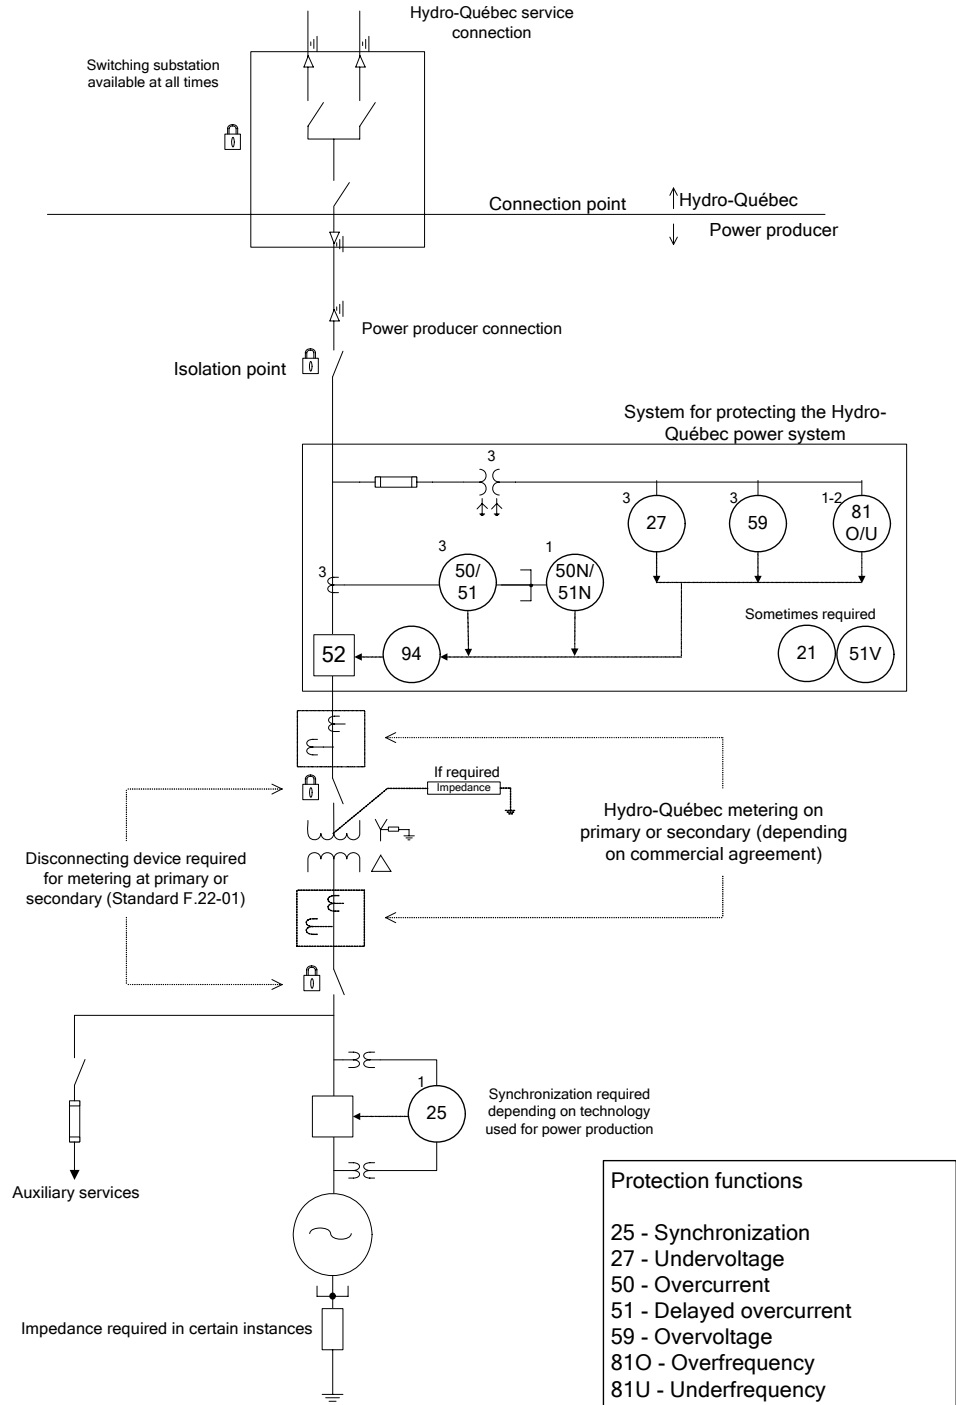 Hydro-Québec service
connection
Switching substation
available at all times
Connection point
Hydro-Québec
Power producer
Power producer connection
Isolation point
System for protecting the Hydro-
Québec power system
3
3
27
3
59
1-2
81
O/U
3
3
50/
51
1
50N/
51N
Sometimes required
52
94
21
51V
If required
Impedance
Hydro-Québec metering on
primary or secondary (depending
on commercial agreement)
Disconnecting device required
for metering at primary or
secondary (Standard F.22-01)
1
25
Synchronization required
depending on technology
used for power production
Auxiliary services
Impedance required in certain instances
Protection functions
25 - Synchronization
27 - Undervoltage
50 - Overcurrent
51 - Delayed overcurrent
59 - Overvoltage
81O - Overfrequency
81U - Underfrequency